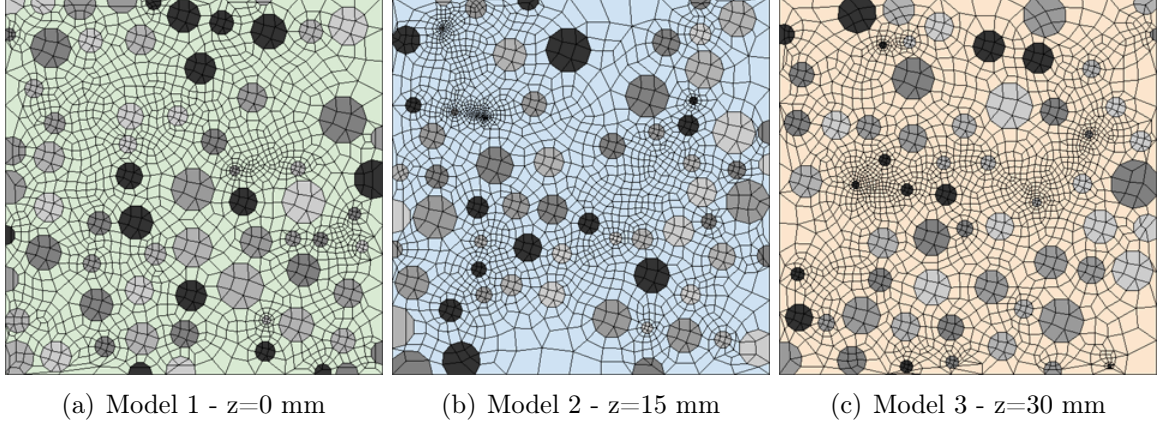 (a) Model 1 - z=0 mm
(b) Model 2 - z=15 mm
(c) Model 3 - z=30 mm